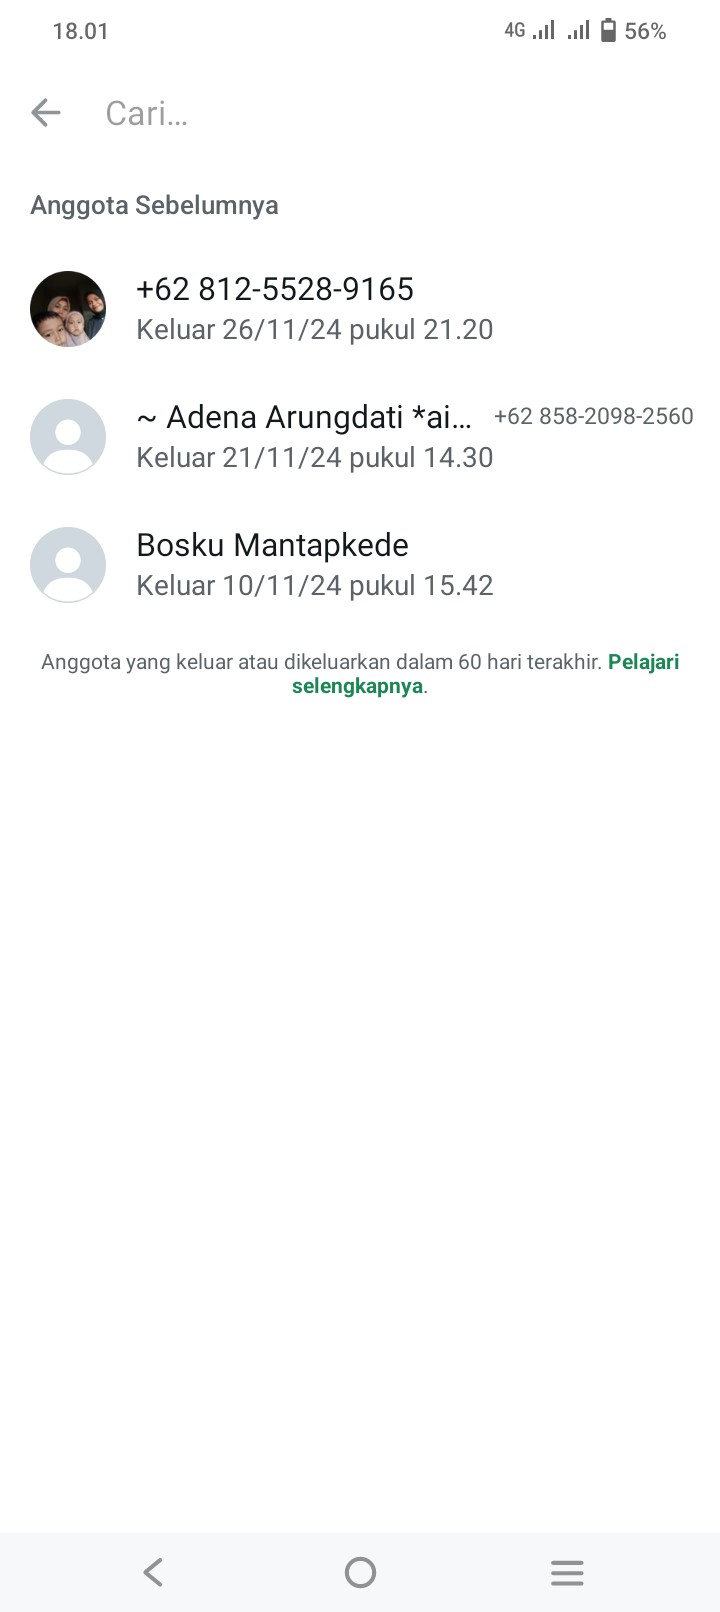 18.01
4G 56%
Cari...
Anggota Sebelumnya
+62 812-5528-9165
Keluar 26/11/24 pukul 21.20
~ Adena Arungdati *ai... +62 858-2098-2560
Keluar 21/11/24 pukul 14.30
Bosku Mantapkede
Keluar 10/11/24 pukul 15.42
Anggota yang keluar atau dikeluarkan dalam 60 hari terakhir. Pelajari
selengkapnya.